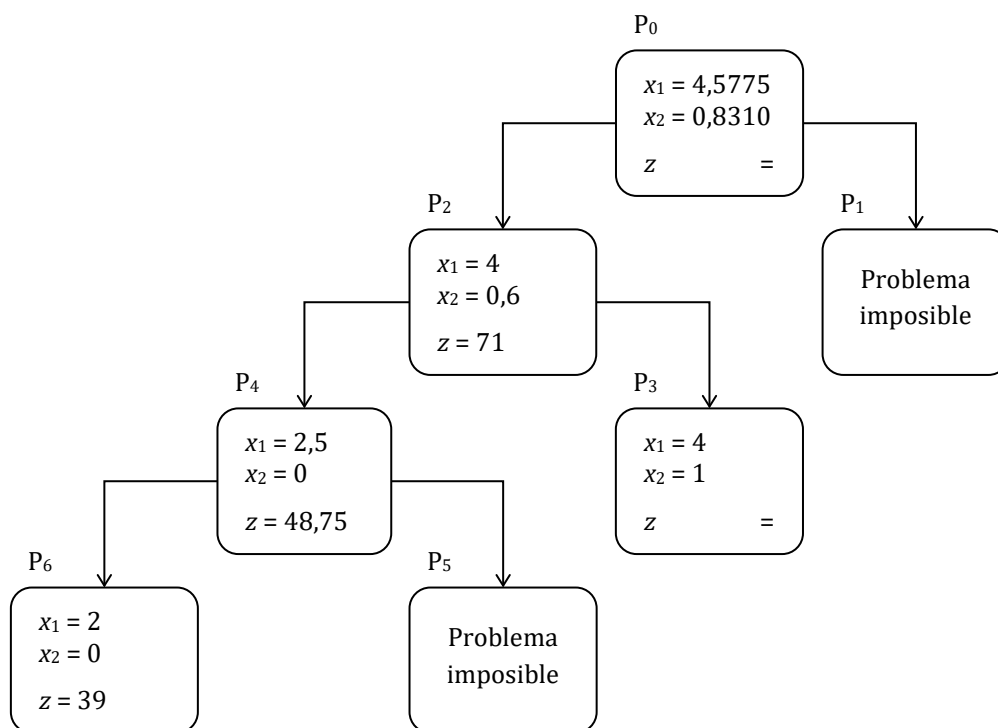 P0
x1 = 4,5775
x2 = 0,8310
z =
P2
x1 = 4
x2 = 0,6
z = 71
P1
Problema
imposible
P4
x1 = 2,5
x2 = 0
z = 48,75
P3
x1 = 4
x2 = 1
z =
P6
x1 = 2
x2 = 0
z = 39
P5
Problema
imposible